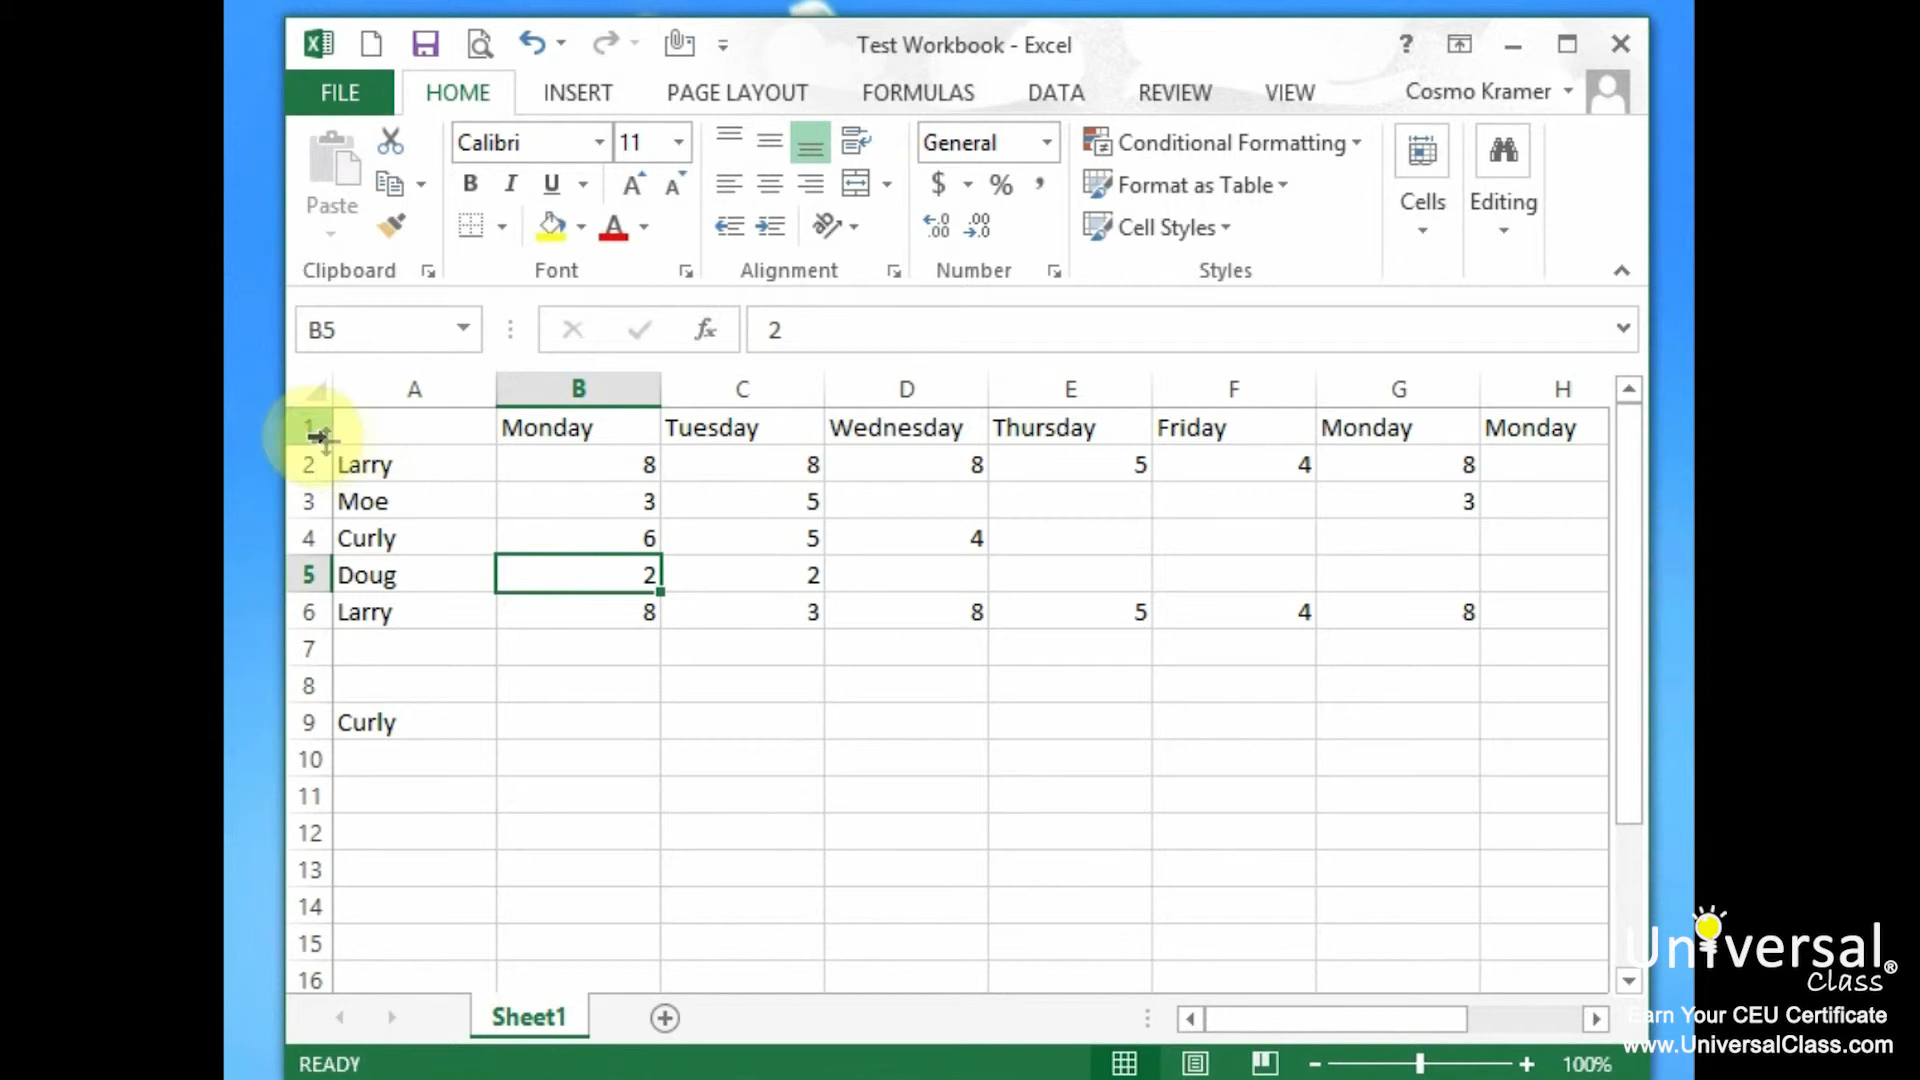 Test Workbook - Excel
?
FILE HOME INSERT PAGE LAYOUT FORMULAS DATA REVIEW VIEW Cosmo Kramer
Calibri 11 General Conditional Formatting
Paste B I U A A $ % , Format as Table Cells Editing
A .0 .00 .00 .0 Cell Styles
Clipboard Font Alignment Number Styles
B5 fx 2
A B C D E F G H
1 Monday Tuesday Wednesday Thursday Friday Monday Monday
2 Larry 8 8 8 5 4 8
3 Moe 3 5 3
4 Curly 6 5 4
5 Doug 2 2
6 Larry 8 3 8 5 4 8
7
8
9 Curly
10
11
12
13
14
15
16
Sheet1
READY 100%
Universal®
Class
Earn Your CEU Certificate
www.UniversalClass.com